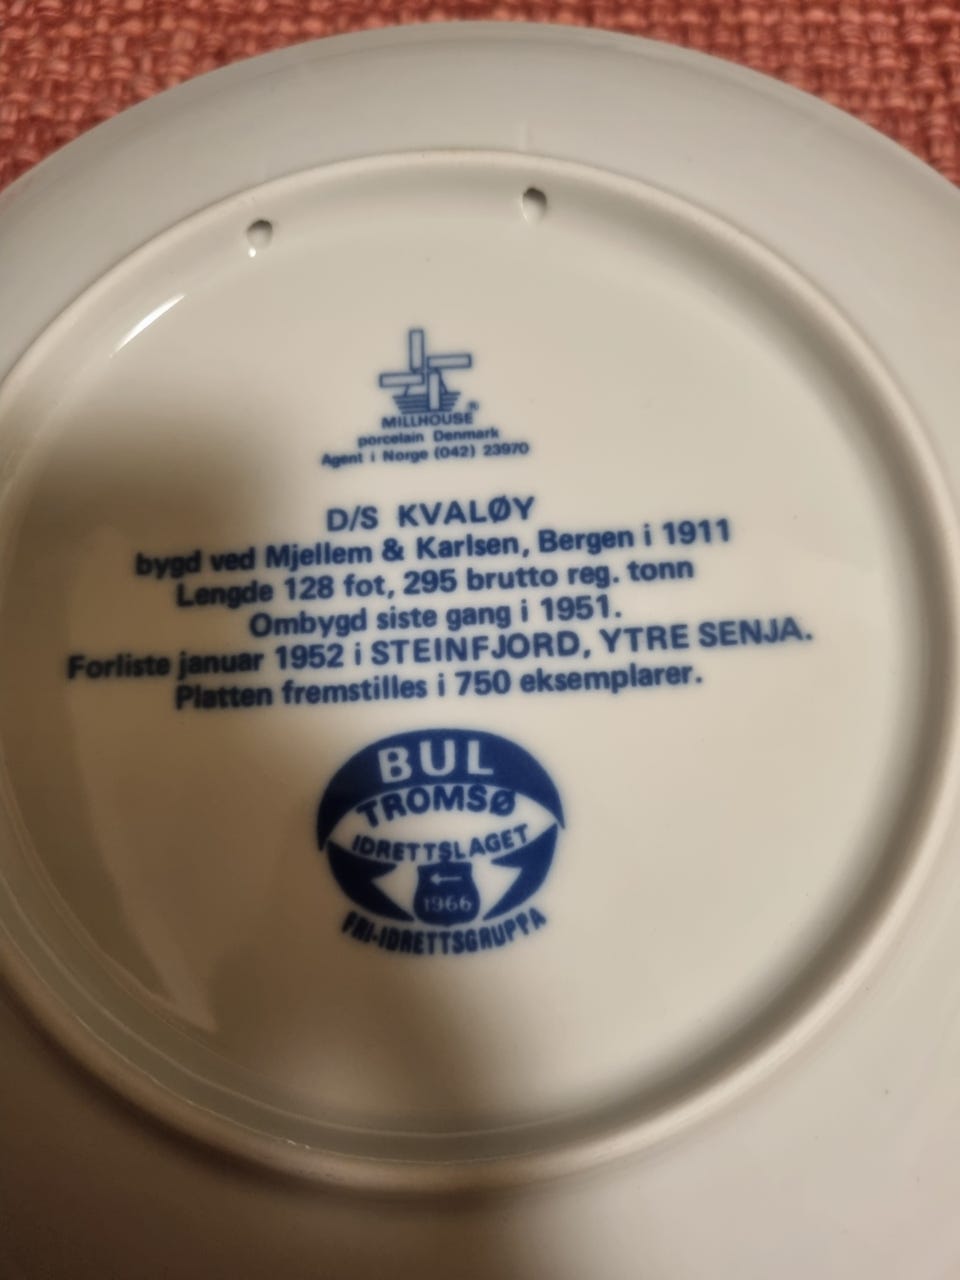 MILLHOUSE®
porcelain Denmark
Agent i Norge (042) 23970
D/S KVALØY
bygd ved Mjellem & Karlsen, Bergen i 1911
Lengde 128 fot, 295 brutto reg. tonn
Ombygd siste gang i 1951.
Forliste januar 1952 i STEINFJORD, YTRE SENJA.
Platten fremstilles i 750 eksemplarer.
BUL
TROMSØ
IDRETTSLAGET
1966
FRI-IDRETTSGRUPPA